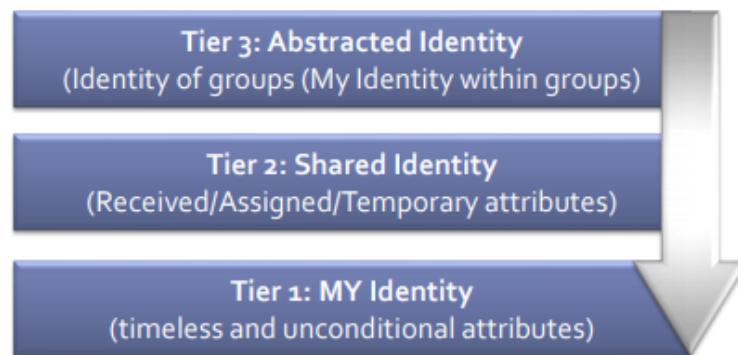 Tier 3: Abstracted Identity
(Identity of groups (My Identity within groups)
Tier 2: Shared Identity
(Received/Assigned/Temporary attributes)
Tier 1: MY Identity
(timeless and unconditional attributes)